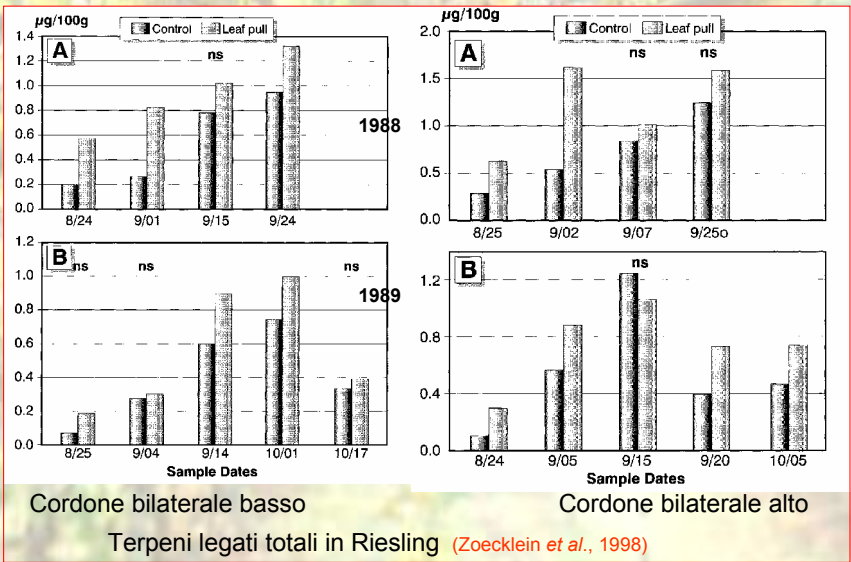 µg/100g
Control Leaf pull
A
ns
1.4
1.2
1.0
0.8
0.6
0.4
0.2
0.0
8/24 9/01 9/15 9/24
1988
µg/100g
Control Leaf pull
A
ns ns
2.0
1.5
1.0
0.5
0.0
8/25 9/02 9/07 9/25o
B
ns ns ns
1.2
1.0
0.8
0.6
0.4
0.2
0.0
8/25 9/04 9/14 10/01 10/17
Sample Dates
1989
B
ns
1.2
0.8
0.4
0.0
8/24 9/05 9/15 9/20 10/05
Sample Dates
Cordone bilaterale basso Cordone bilaterale alto
Terpeni legati totali in Riesling (Zoecklein et al., 1998)